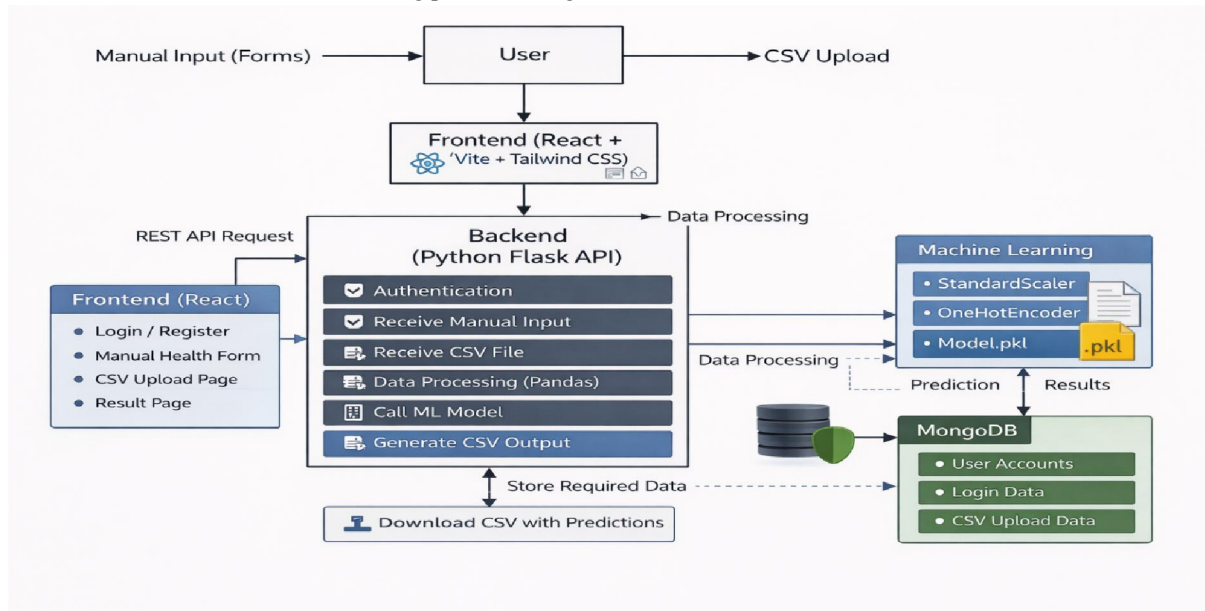 Manual Input (Forms)
User
CSV Upload
Frontend (React +
'Vite + Tailwind CSS)
Data Processing
REST API Request
Backend
(Python Flask API)
Authentication
Receive Manual Input
Receive CSV File
Data Processing (Pandas)
Call ML Model
Generate CSV Output
Frontend (React)
• Login / Register
• Manual Health Form
• CSV Upload Page
• Result Page
Machine Learning
• StandardScaler
• OneHotEncoder
• Model.pkl
.pkl
Data Processing
Prediction
Results
MongoDB
• User Accounts
• Login Data
• CSV Upload Data
Store Required Data
Download CSV with Predictions